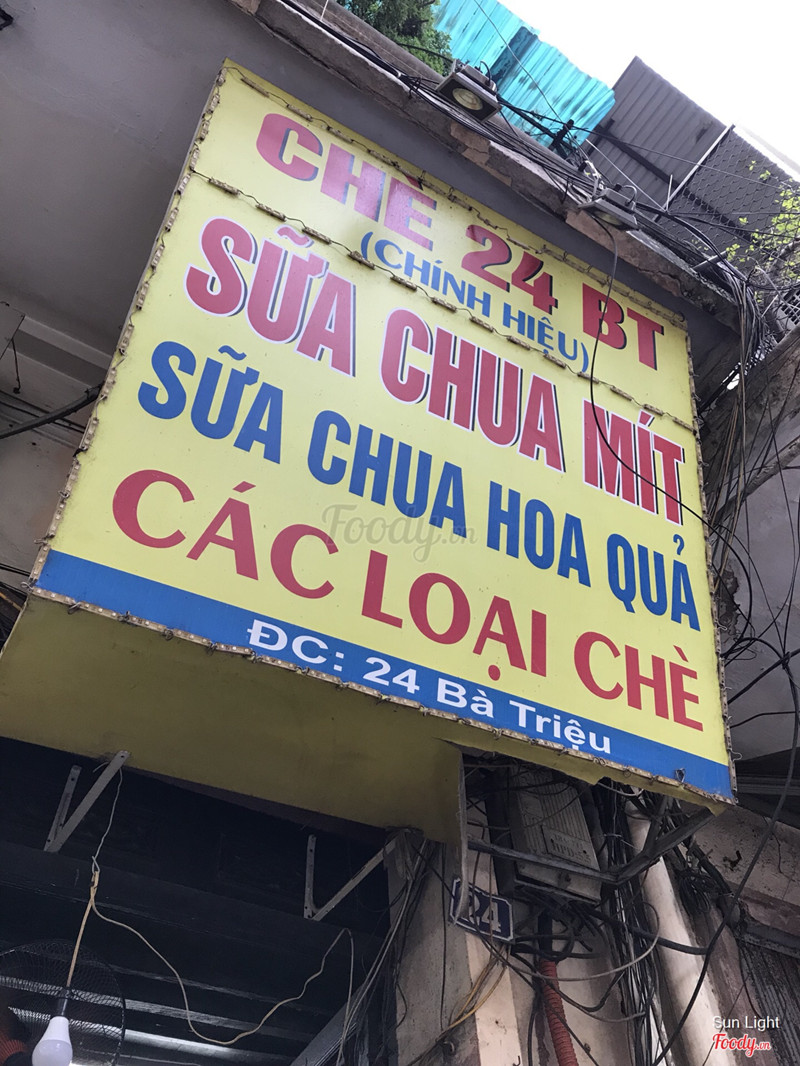 CHÈ 24 BT
(CHÍNH HIỆU)
SỮA CHUA MÍT
SỮA CHUA HOA QUẢ
CÁC LOẠI CHÈ
ĐC: 24 Bà Triệu
Foody.vn
24
Sun Light
Foody.vn